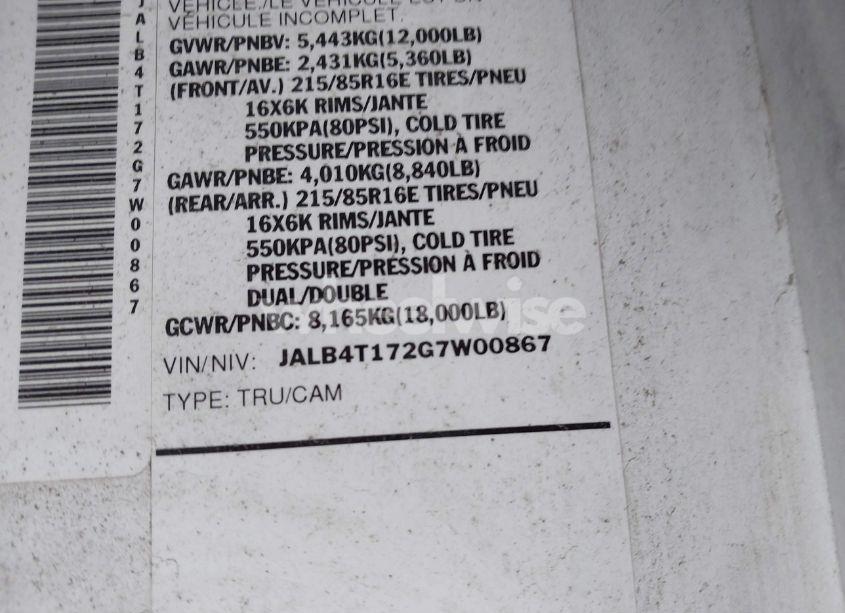 VÉHICULE INCOMPLET.
GVWR/PNBV: 5,443KG(12,000LB)
GAWR/PNBE: 2,431KG(5,360LB)
(FRONT/AV.) 215/85R16E TIRES/PNEU
16X6K RIMS/JANTE
550KPA(80PSI), COLD TIRE
PRESSURE/PRESSION À FROID
GAWR/PNBE: 4,010KG(8,840LB)
(REAR/ARR.) 215/85R16E TIRES/PNEU
16X6K RIMS/JANTE
550KPA(80PSI), COLD TIRE
PRESSURE/PRESSION À FROID
DUAL/DOUBLE
GCWR/PNBC: 8,165KG(18,000LB)
VIN/NIV: JALB4T172G7W00867
TYPE: TRU/CAM
JALB4T172G7W00867